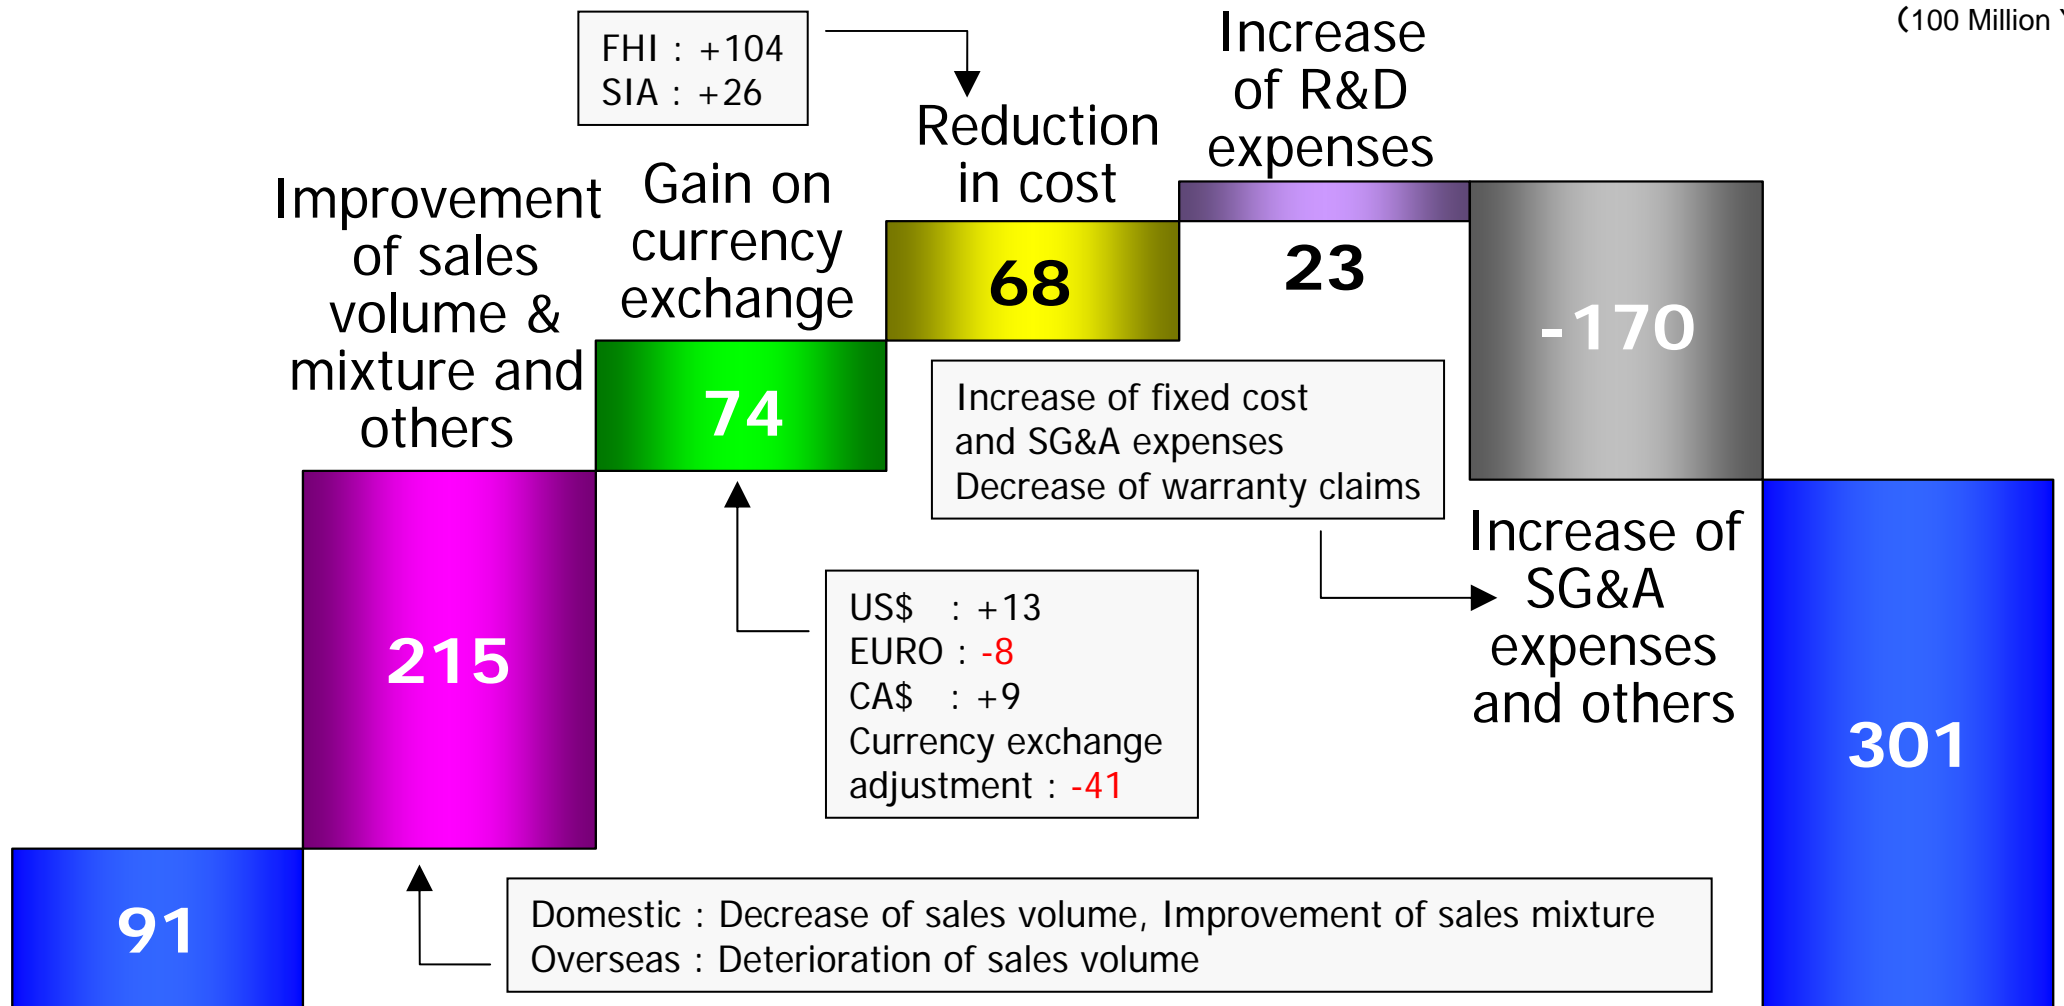 (100 Million
FHI : +104
SIA : +26
Increase
of R&D
expenses
Reduction
in cost
Gain on
currency
exchange
Improvement
of sales
volume &
mixture and
others
68
23
-170
74
Increase of fixed cost
and SG&A expenses
Decrease of warranty claims
Increase of
SG&A
expenses
and others
US$ : +13
EURO : -8
CA$ : +9
Currency exchange
adjustment : -41
215
301
91
Domestic : Decrease of sales volume, Improvement of sales mixture
Overseas : Deterioration of sales volume